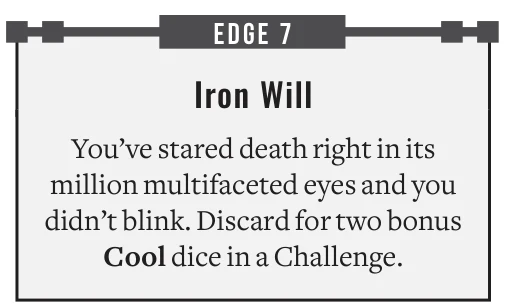 EDGE 7
Iron Will
You’ve stared death right in its
million multifaceted eyes and you
didn’t blink. Discard for two bonus
Cool dice in a Challenge.